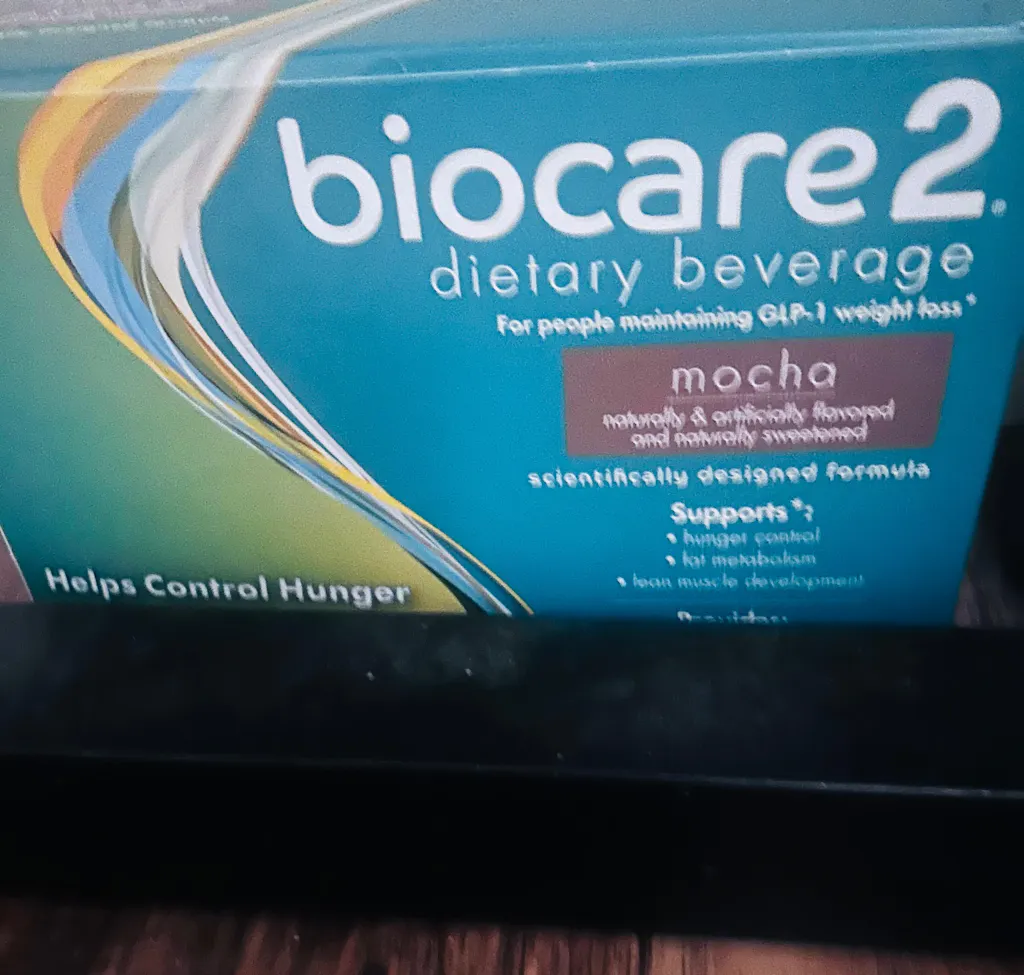 biocare2®
dietary beverage
For people maintaining GLP-1 weight loss*
mocha
naturally & artificially flavored
and naturally sweetened
scientifically designed formula
Supports*:
• hunger control
• fat metabolism
• lean muscle development
Helps Control Hunger